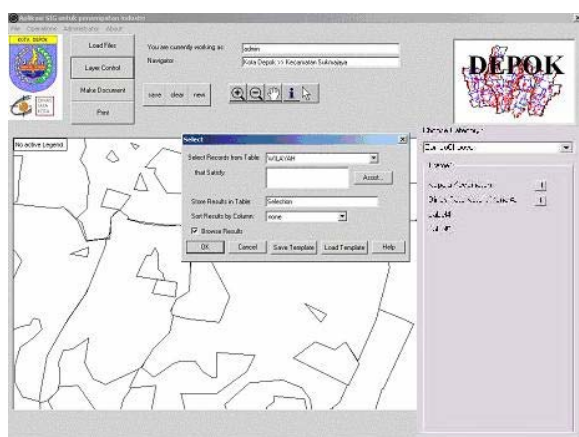 Aplikasi SIG untuk penempatan industri
File Operations Administrator About
KOTA DEPOK
Load Files
Layer Control
Make Document
Print
You are currently working as:
admin
Navigator
Kota Depok >> Kecamatan Sukmajaya
save clear new
DEPOK
No active Legend
Select
Select Records from Table:
WILAYAH
that Satisfy:
Assist...
Store Results in Table:
Selection
Sort Results by Column:
none
Browse Results
OK Cancel Save Template Load Template Help